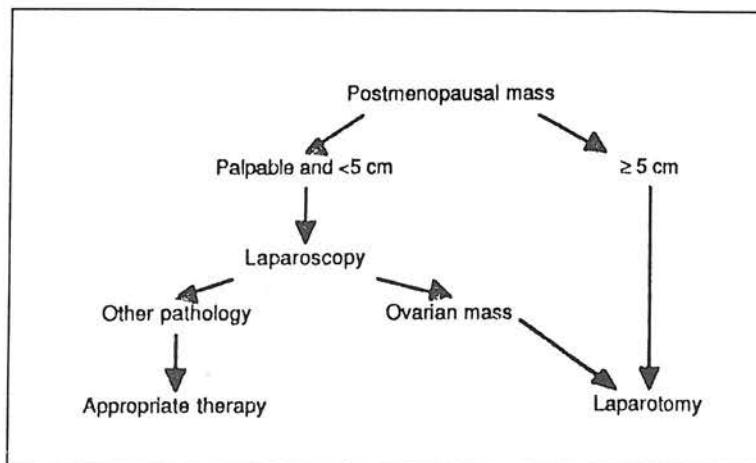 Postmenopausal mass
Palpable and <5 cm
≥ 5 cm
Laparoscopy
Other pathology
Ovarian mass
Appropriate therapy
Laparotomy